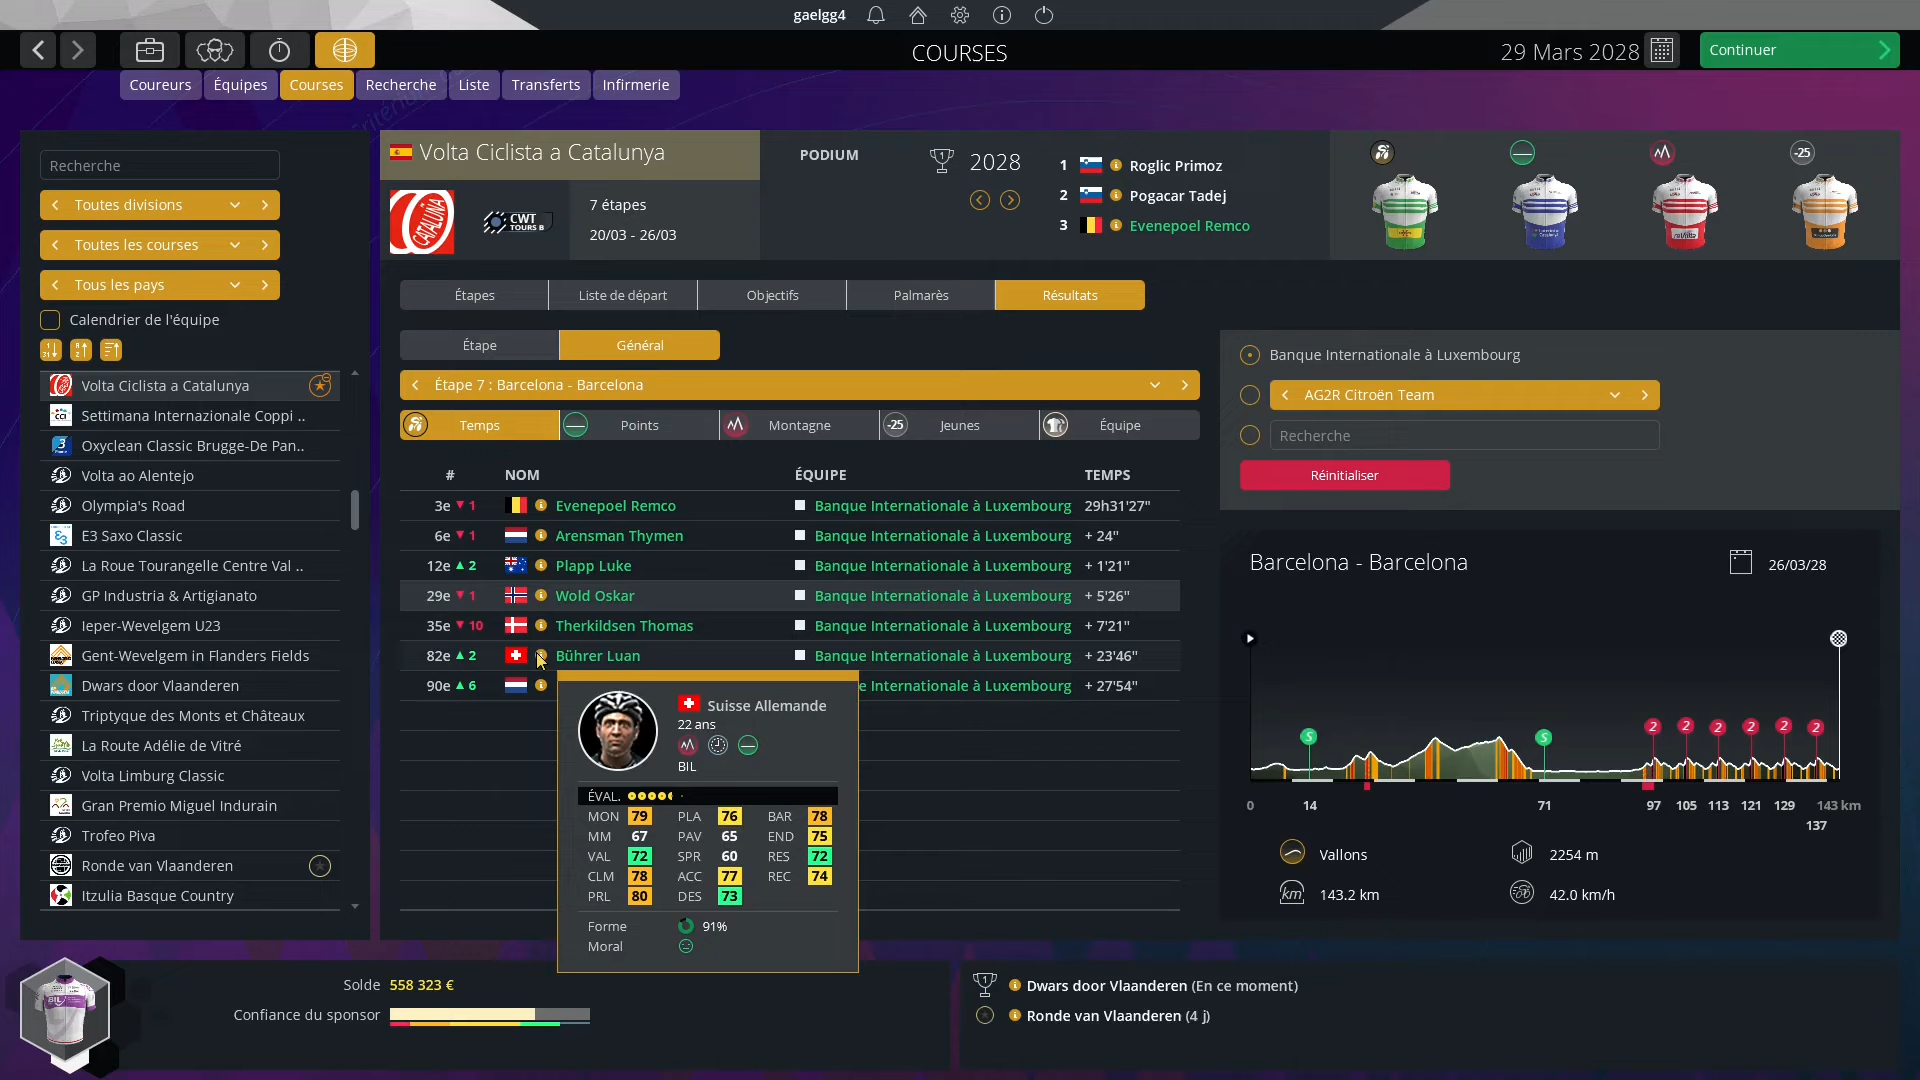 gaelgg4
COURSES
29 Mars 2028
Continuer
Coureurs
Équipes
Courses
Recherche
Liste
Transferts
Infirmerie
Recherche
Toutes divisions
Toutes les courses
Tous les pays
Calendrier de l'équipe
Volta Ciclista a Catalunya
Settimana Internazionale Coppi ..
Oxyclean Classic Brugge-De Pan..
Volta ao Alentejo
Olympia's Road
E3 Saxo Classic
La Roue Tourangelle Centre Val ..
GP Industria & Artigianato
Ieper-Wevelgem U23
Gent-Wevelgem in Flanders Fields
Dwars door Vlaanderen
Triptyque des Monts et Châteaux
La Route Adélie de Vitré
Volta Limburg Classic
Gran Premio Miguel Indurain
Trofeo Piva
Ronde van Vlaanderen
Itzulia Basque Country
Volta Ciclista a Catalunya
CATALUNYA
CWT
TOURS B
7 étapes
20/03 - 26/03
PODIUM
2028
1 Roglic Primoz
2 Pogacar Tadej
3 Evenepoel Remco
-25
Étapes
Liste de départ
Objectifs
Palmarès
Résultats
Étape
Général
Étape 7 : Barcelona - Barcelona
Temps
Points
Montagne
-25 Jeunes
Équipe
# NOM ÉQUIPE TEMPS
3e 1 Evenepoel Remco Banque Internationale à Luxembourg 29h31'27"
6e 1 Arensman Thymen Banque Internationale à Luxembourg + 24"
12e 2 Plapp Luke Banque Internationale à Luxembourg + 1'21"
29e 1 Wold Oskar Banque Internationale à Luxembourg + 5'26"
35e 10 Therkildsen Thomas Banque Internationale à Luxembourg + 7'21"
82e 2 Bührer Luan Banque Internationale à Luxembourg + 23'46"
90e 6 e Internationale à Luxembourg + 27'54"
Suisse Allemande
22 ans
BIL
ÉVAL.
MON 79 PLA 76 BAR 78
MM 67 PAV 65 END 75
VAL 72 SPR 60 RES 72
CLM 78 ACC 77 REC 74
PRL 80 DES 73
Forme 91%
Moral
Banque Internationale à Luxembourg
AG2R Citroën Team
Recherche
Réinitialiser
Barcelona - Barcelona
26/03/28
S S 2 2 2 2 2 2
0 14 71 97 105 113 121 129 143 km
137
Vallons
2254 m
km 143.2 km
42.0 km/h
BIL
Solde 558 323 €
Confiance du sponsor
Dwars door Vlaanderen (En ce moment)
Ronde van Vlaanderen (4 j)